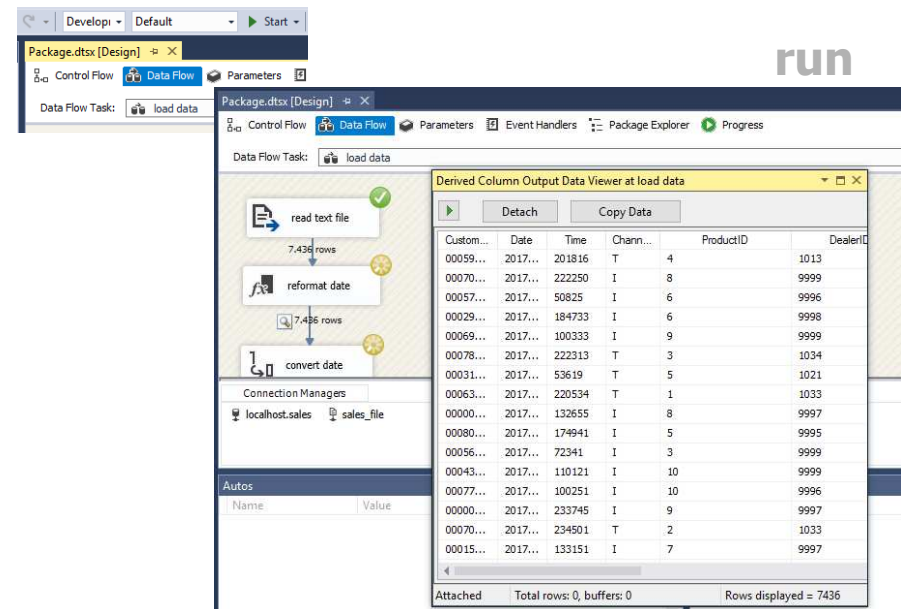 Developi Default Start
run
Package.dtsx [Design]
Control Flow Data Flow Parameters
Data Flow Task: load data
Package.dtsx [Design]
Control Flow Data Flow Parameters Event Handlers Package Explorer Progress
Data Flow Task: load data
read text file
7.436 rows
reformat date
7.436 rows
convert date
Connection Managers
localhost.sales sales_file
Autos
Name Value
Derived Column Output Data Viewer at load data
Detach Copy Data
Custom... Date Time Chann... ProductID DealerID
00059... 2017... 201816 T 4 1013
00070... 2017... 222250 I 8 9999
00057... 2017... 50825 I 6 9996
00029... 2017... 184733 I 6 9998
00069... 2017... 100333 I 9 9999
00078... 2017... 222313 T 3 1034
00031... 2017... 53619 T 5 1021
00063... 2017... 220534 T 1 1033
00000... 2017... 132655 I 8 9997
00080... 2017... 174941 I 5 9995
00056... 2017... 72341 I 3 9999
00043... 2017... 110121 I 10 9999
00077... 2017... 100251 I 10 9996
00000... 2017... 233745 I 9 9997
00070... 2017... 234501 T 2 1033
00015... 2017... 133151 I 7 9997
Attached Total rows: 0, buffers: 0 Rows displayed = 7436